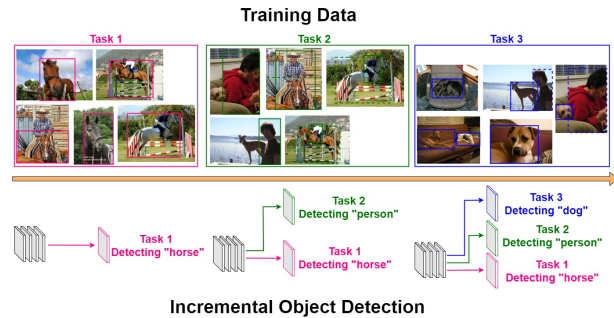 Training Data
Task 1
Task 2
Task 3
Task 3
Detecting "dog"
Task 2
Detecting "person"
Task 2
Detecting "person"
Task 1
Detecting "horse"
Task 1
Detecting "horse"
Task 1
Detecting "horse"
Incremental Object Detection